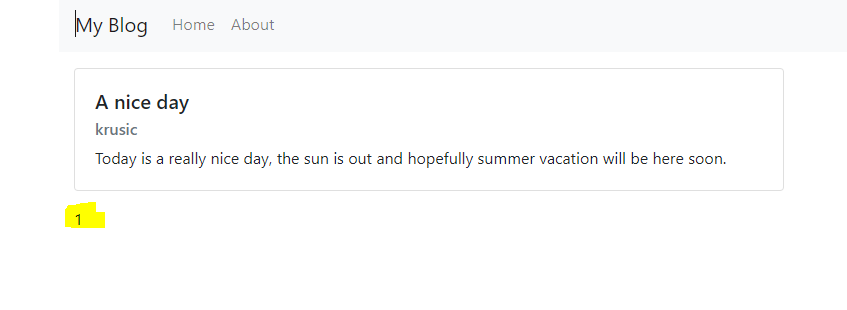 My Blog Home About
A nice day
krusic
Today is a really nice day, the sun is out and hopefully summer vacation will be here soon.
1